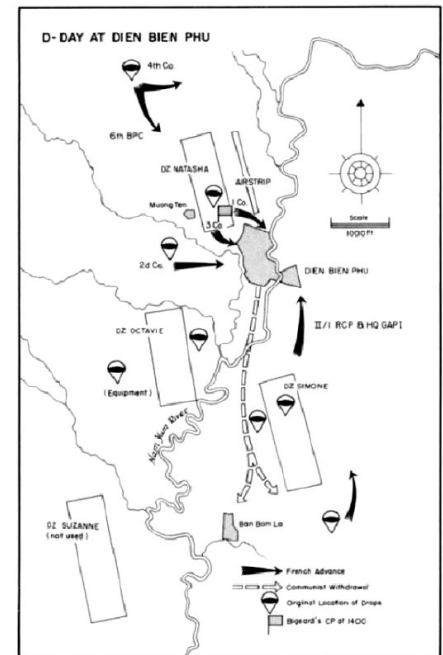 D-DAY AT DIEN BIEN PHU
4th Co.
6th BPC
DZ NATASHA
AIRSTRIP
Muong Ten
1 Co.
3 Co.
Scale
1000 Ft
2d Co.
DIEN BIEN PHU
II/1 RCP & HQ GAPI
DZ OCTAVIE
(Equipment)
DZ SIMONE
Nam Yum River
DZ SUZANNE
(not used)
Ban Bom La
French Advance
Communist Withdrawal
Original Location of Drops
Bigeard's CP at 1400